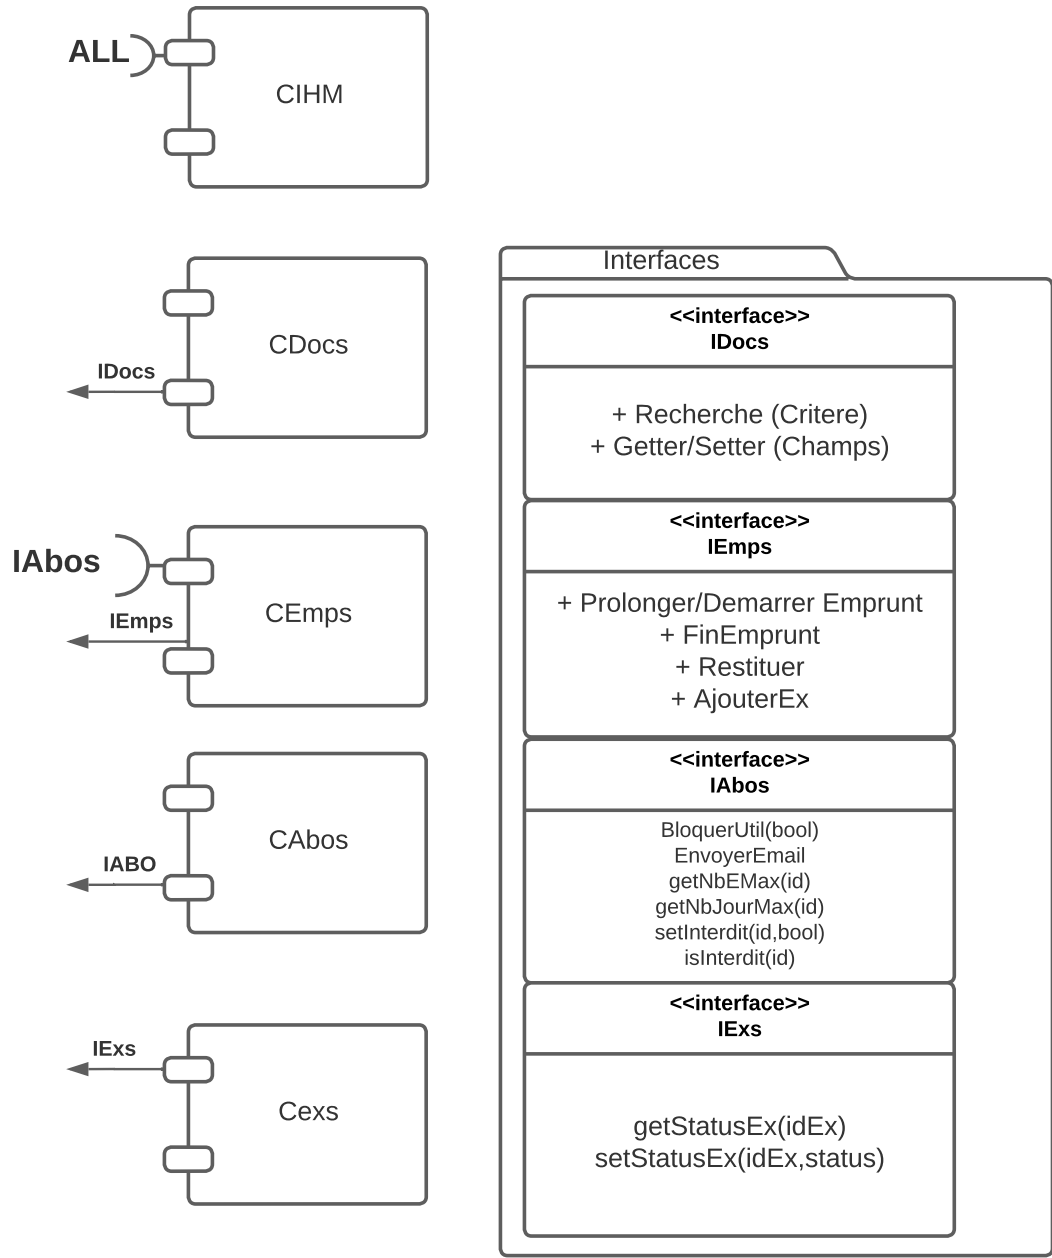 ALL
CIHM
CDocs
IDocs
IAbos
IEmps
CEmps
CAbos
IABO
IExs
Cexs
Interfaces
<<interface>>
IDocs
+ Recherche (Critere)
+ Getter/Setter (Champs)
<<interface>>
IEmps
+ Prolonger/Demarrer Emprunt
+ FinEmprunt
+ Restituer
+ AjouterEx
<<interface>>
IAbos
BloquerUtil(bool)
EnvoyerEmail
getNbEMax(id)
getNbJourMax(id)
setInterdit(id,bool)
isInterdit(id)
<<interface>>
IExs
getStatusEx(idEx)
setStatusEx(idEx,status)